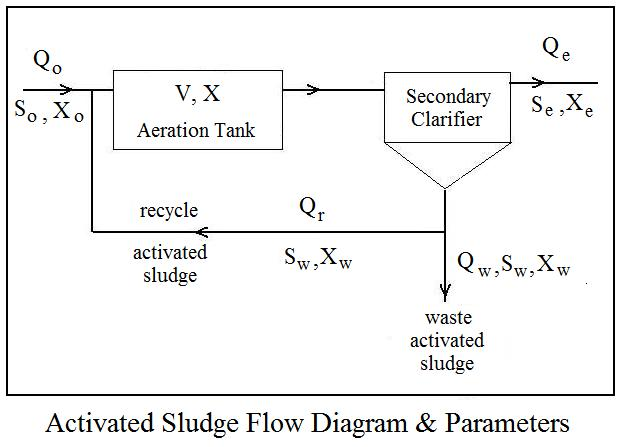 Qo
So , Xo
V, X
Aeration Tank
Secondary
Clarifier
Qe
Se ,Xe
recycle
activated
sludge
Qr
Sw,Xw
Qw,Sw,Xw
waste
activated
sludge
Activated Sludge Flow Diagram & Parameters